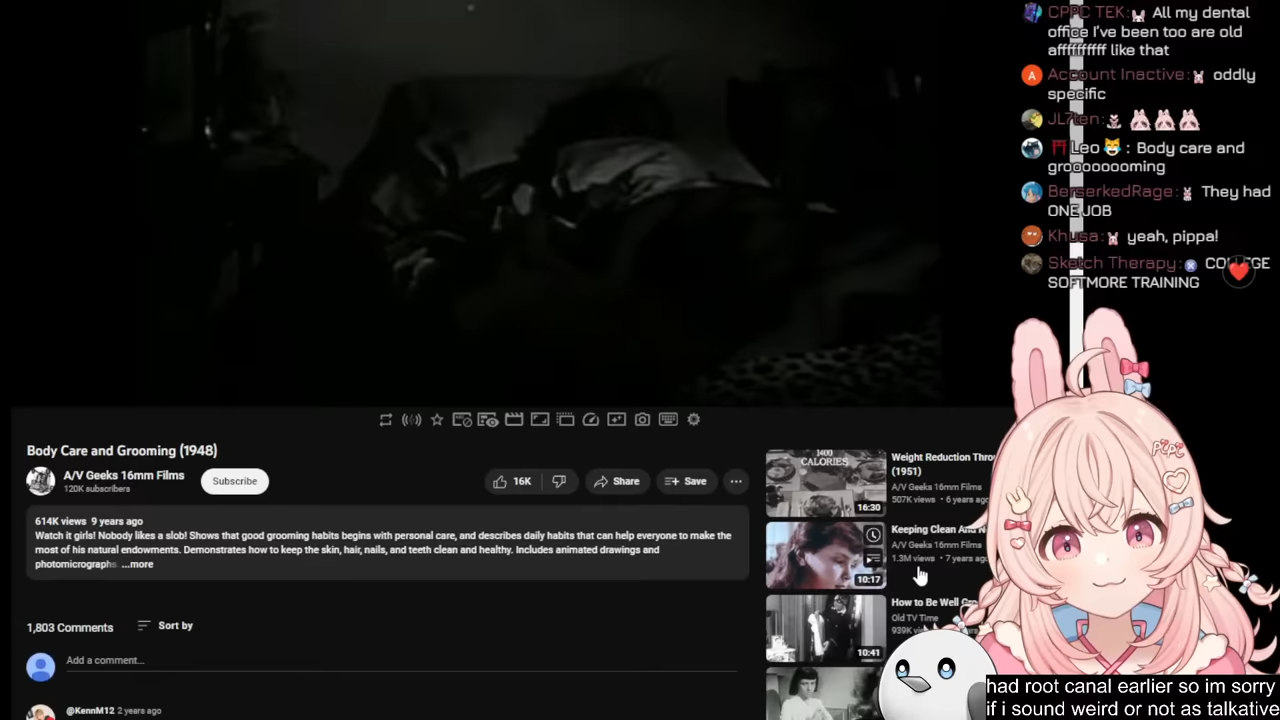 CPPC TEK: All my dental
office I've been too are old
afffffffff like that
Account Inactive: oddly
specific
JL7ten:
Leo : Body care and
grooooooooming
BerserkedRage: They had
ONE JOB
Khusa: yeah, pippa!
Sketch Therapy:
SOFTMORE TRAINING
Body Care and Grooming (1948)
A/V Geeks 16mm Films
120K subscribers
Subscribe
16K
Share
Save
614K views 9 years ago
Watch it girls! Nobody likes a slob! Shows that good grooming habits begins with personal care, and describes daily habits that can help everyone to make the
most of his natural endowments. Demonstrates how to keep the skin, hair, nails, and teeth clean and healthy. Includes animated drawings and
photomicrographs ...more
1,803 Comments
Sort by
Add a comment...
@KennM12 2 years ago
1400
CALORIES
16:30
Weight Reduction Throu
(1951)
A/V Geeks 16mm Films
507K views • 6 years ago
10:17
Keeping Clean And N
A/V Geeks 16mm Films
1.3M views • 7 years ago
10:41
How to Be Well Gro
Old TV Time
939K vi
PiPi
had root canal earlier so im sorry
if i sound weird or not as talkative